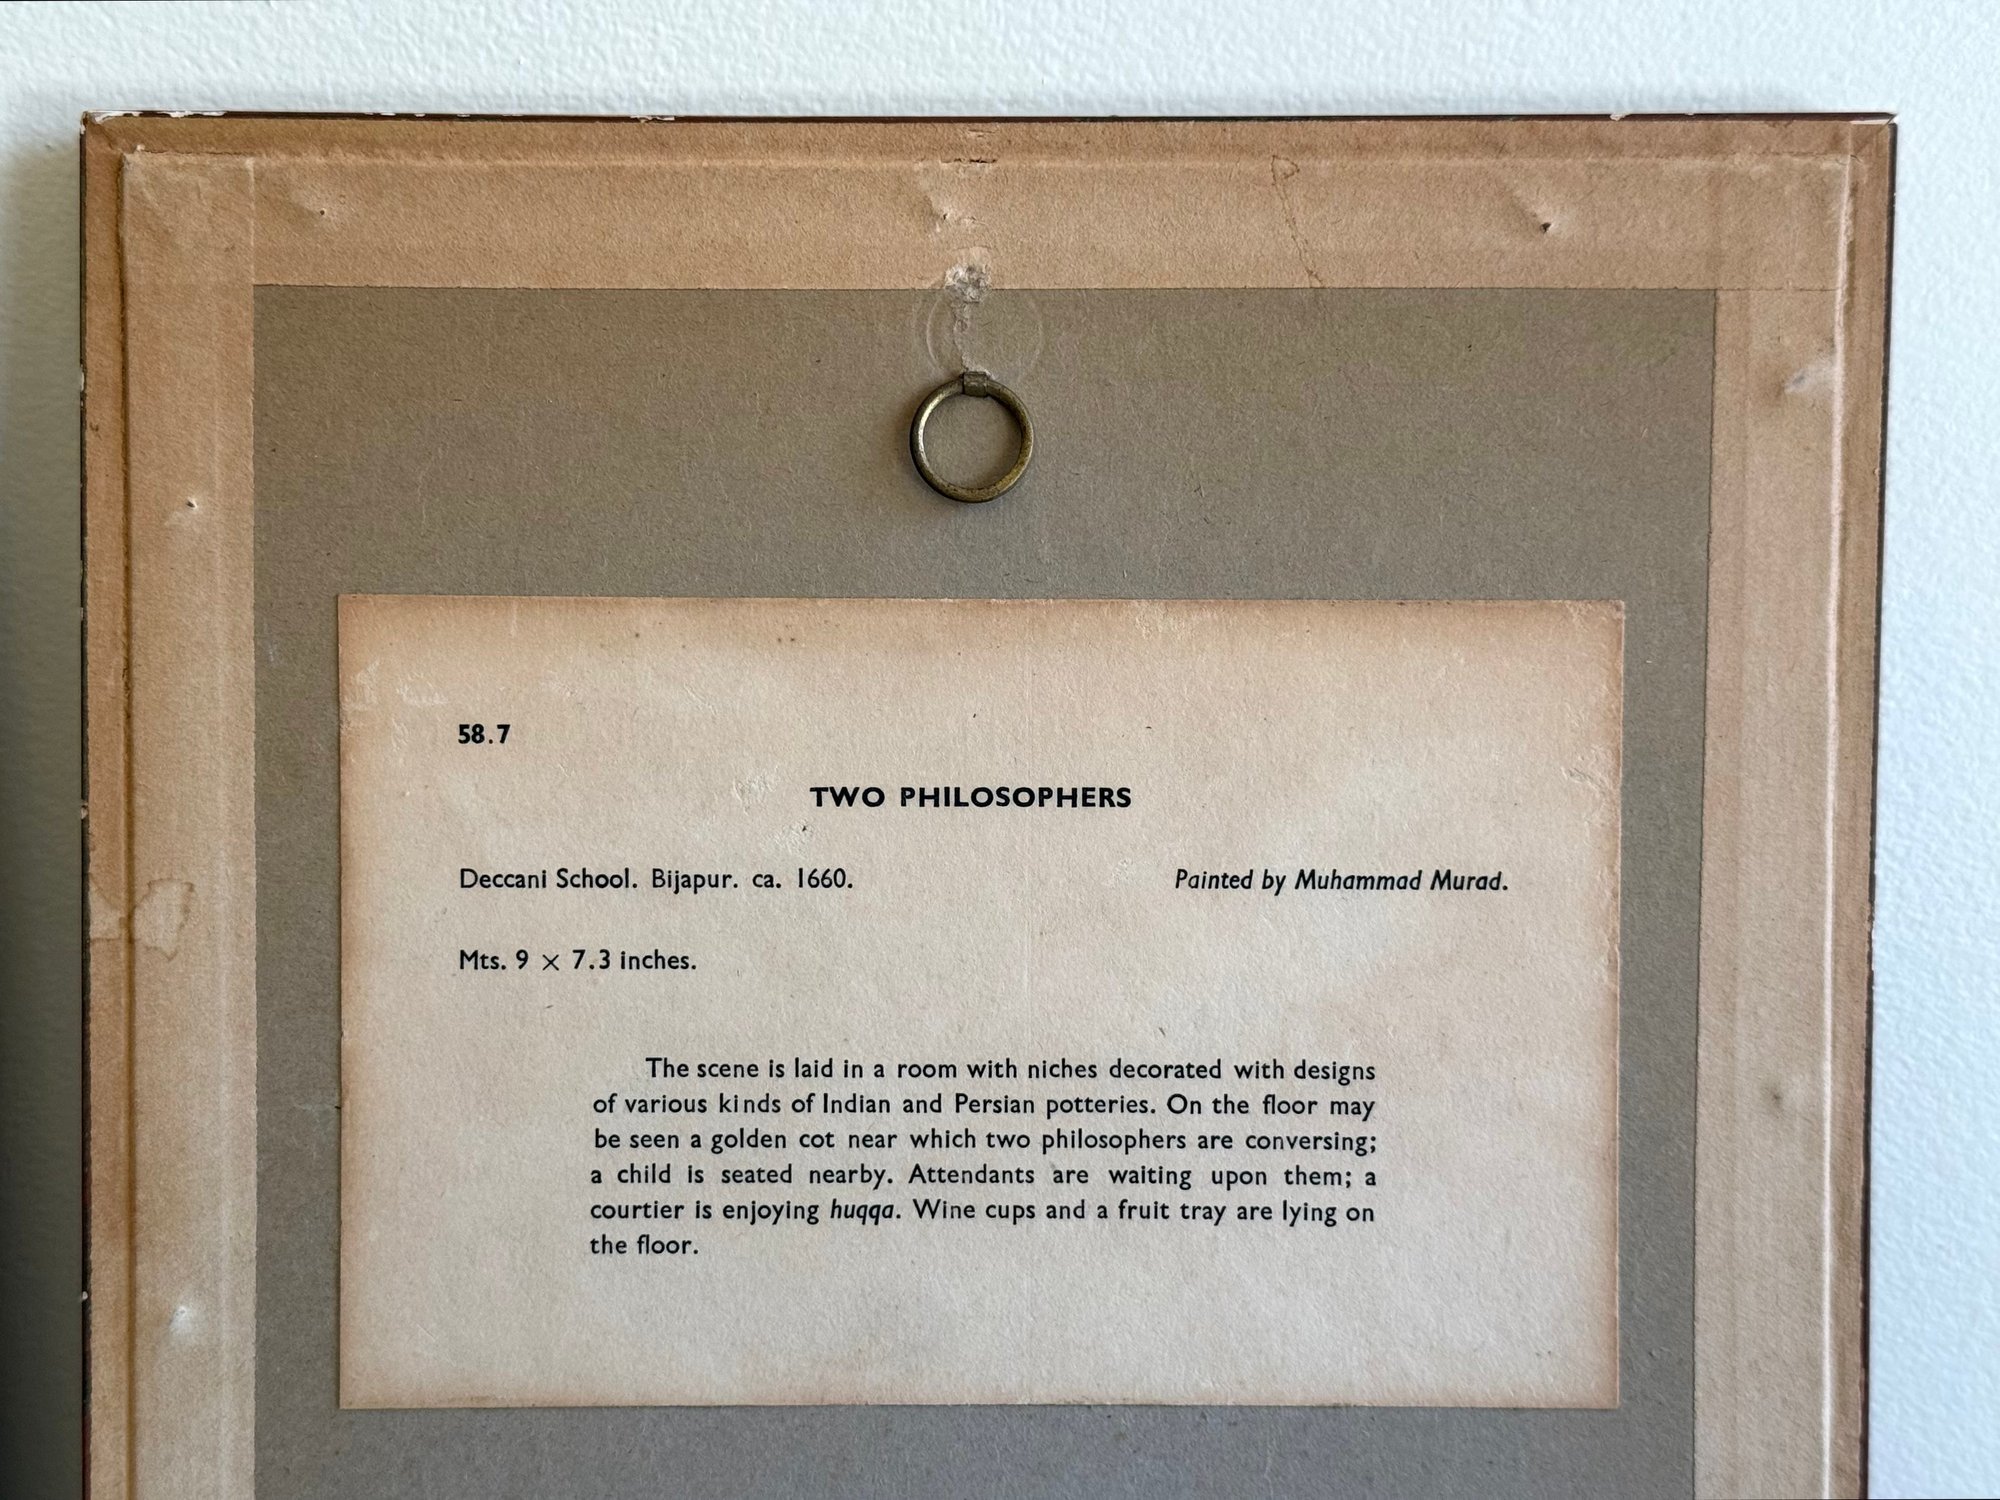 58.7
TWO PHILOSOPHERS
Deccani School. Bijapur. ca. 1660. Painted by Muhammad Murad.
Mts. 9 × 7.3 inches.
The scene is laid in a room with niches decorated with designs
of various kinds of Indian and Persian potteries. On the floor may
be seen a golden cot near which two philosophers are conversing;
a child is seated nearby. Attendants are waiting upon them; a
courtier is enjoying huqqa. Wine cups and a fruit tray are lying on
the floor.